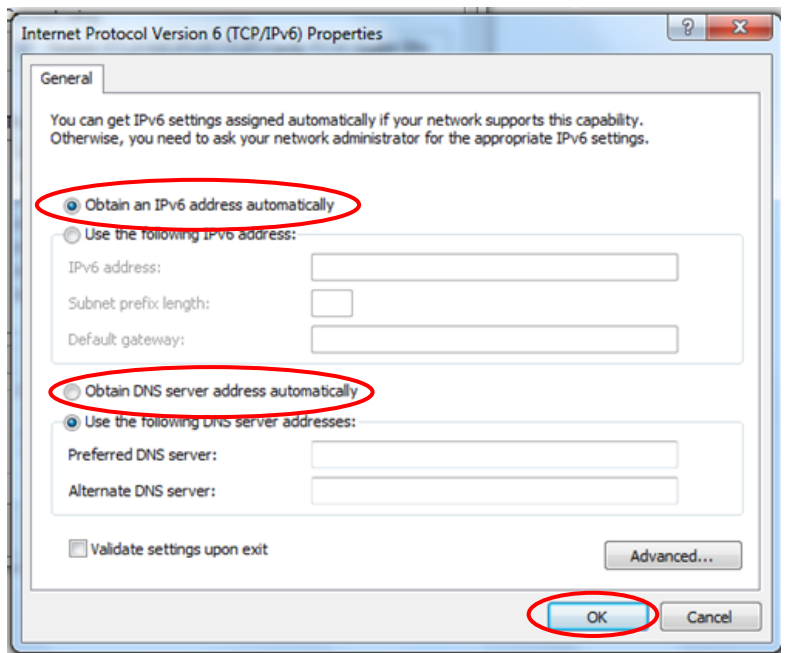 Internet Protocol Version 6 (TCP/IPv6) Properties
General
You can get IPv6 settings assigned automatically if your network supports this capability.
Otherwise, you need to ask your network administrator for the appropriate IPv6 settings.
Obtain an IPv6 address automatically
Use the following IPv6 address:
IPv6 address:
Subnet prefix length:
Default gateway:
Obtain DNS server address automatically
Use the following DNS server addresses:
Preferred DNS server:
Alternate DNS server:
Validate settings upon exit
Advanced...
OK
Cancel